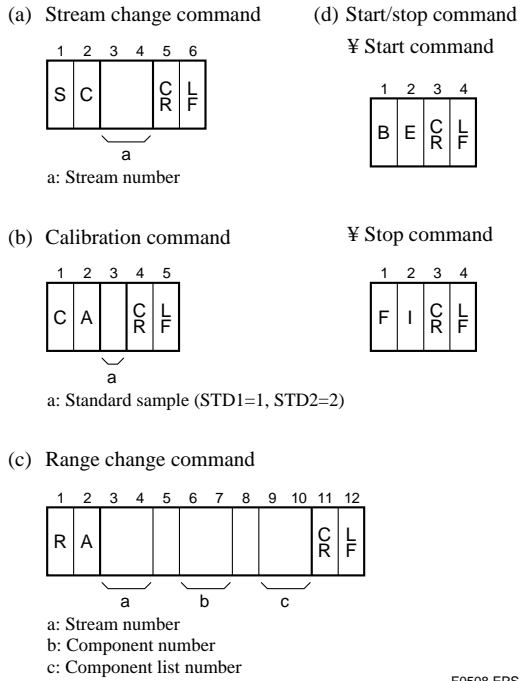 (a) Stream change command
1 2 3 4 5 6
S C CR LF
a
a: Stream number
(b) Calibration command
1 2 3 4 5
C A CR LF
a
a: Standard sample (STD1=1, STD2=2)
(c) Range change command
1 2 3 4 5 6 7 8 9 10 11 12
R A CR LF
a b c
a: Stream number
b: Component number
c: Component list number
(d) Start/stop command
¥ Start command
1 2 3 4
B E CR LF
¥ Stop command
1 2 3 4
F I CR LF